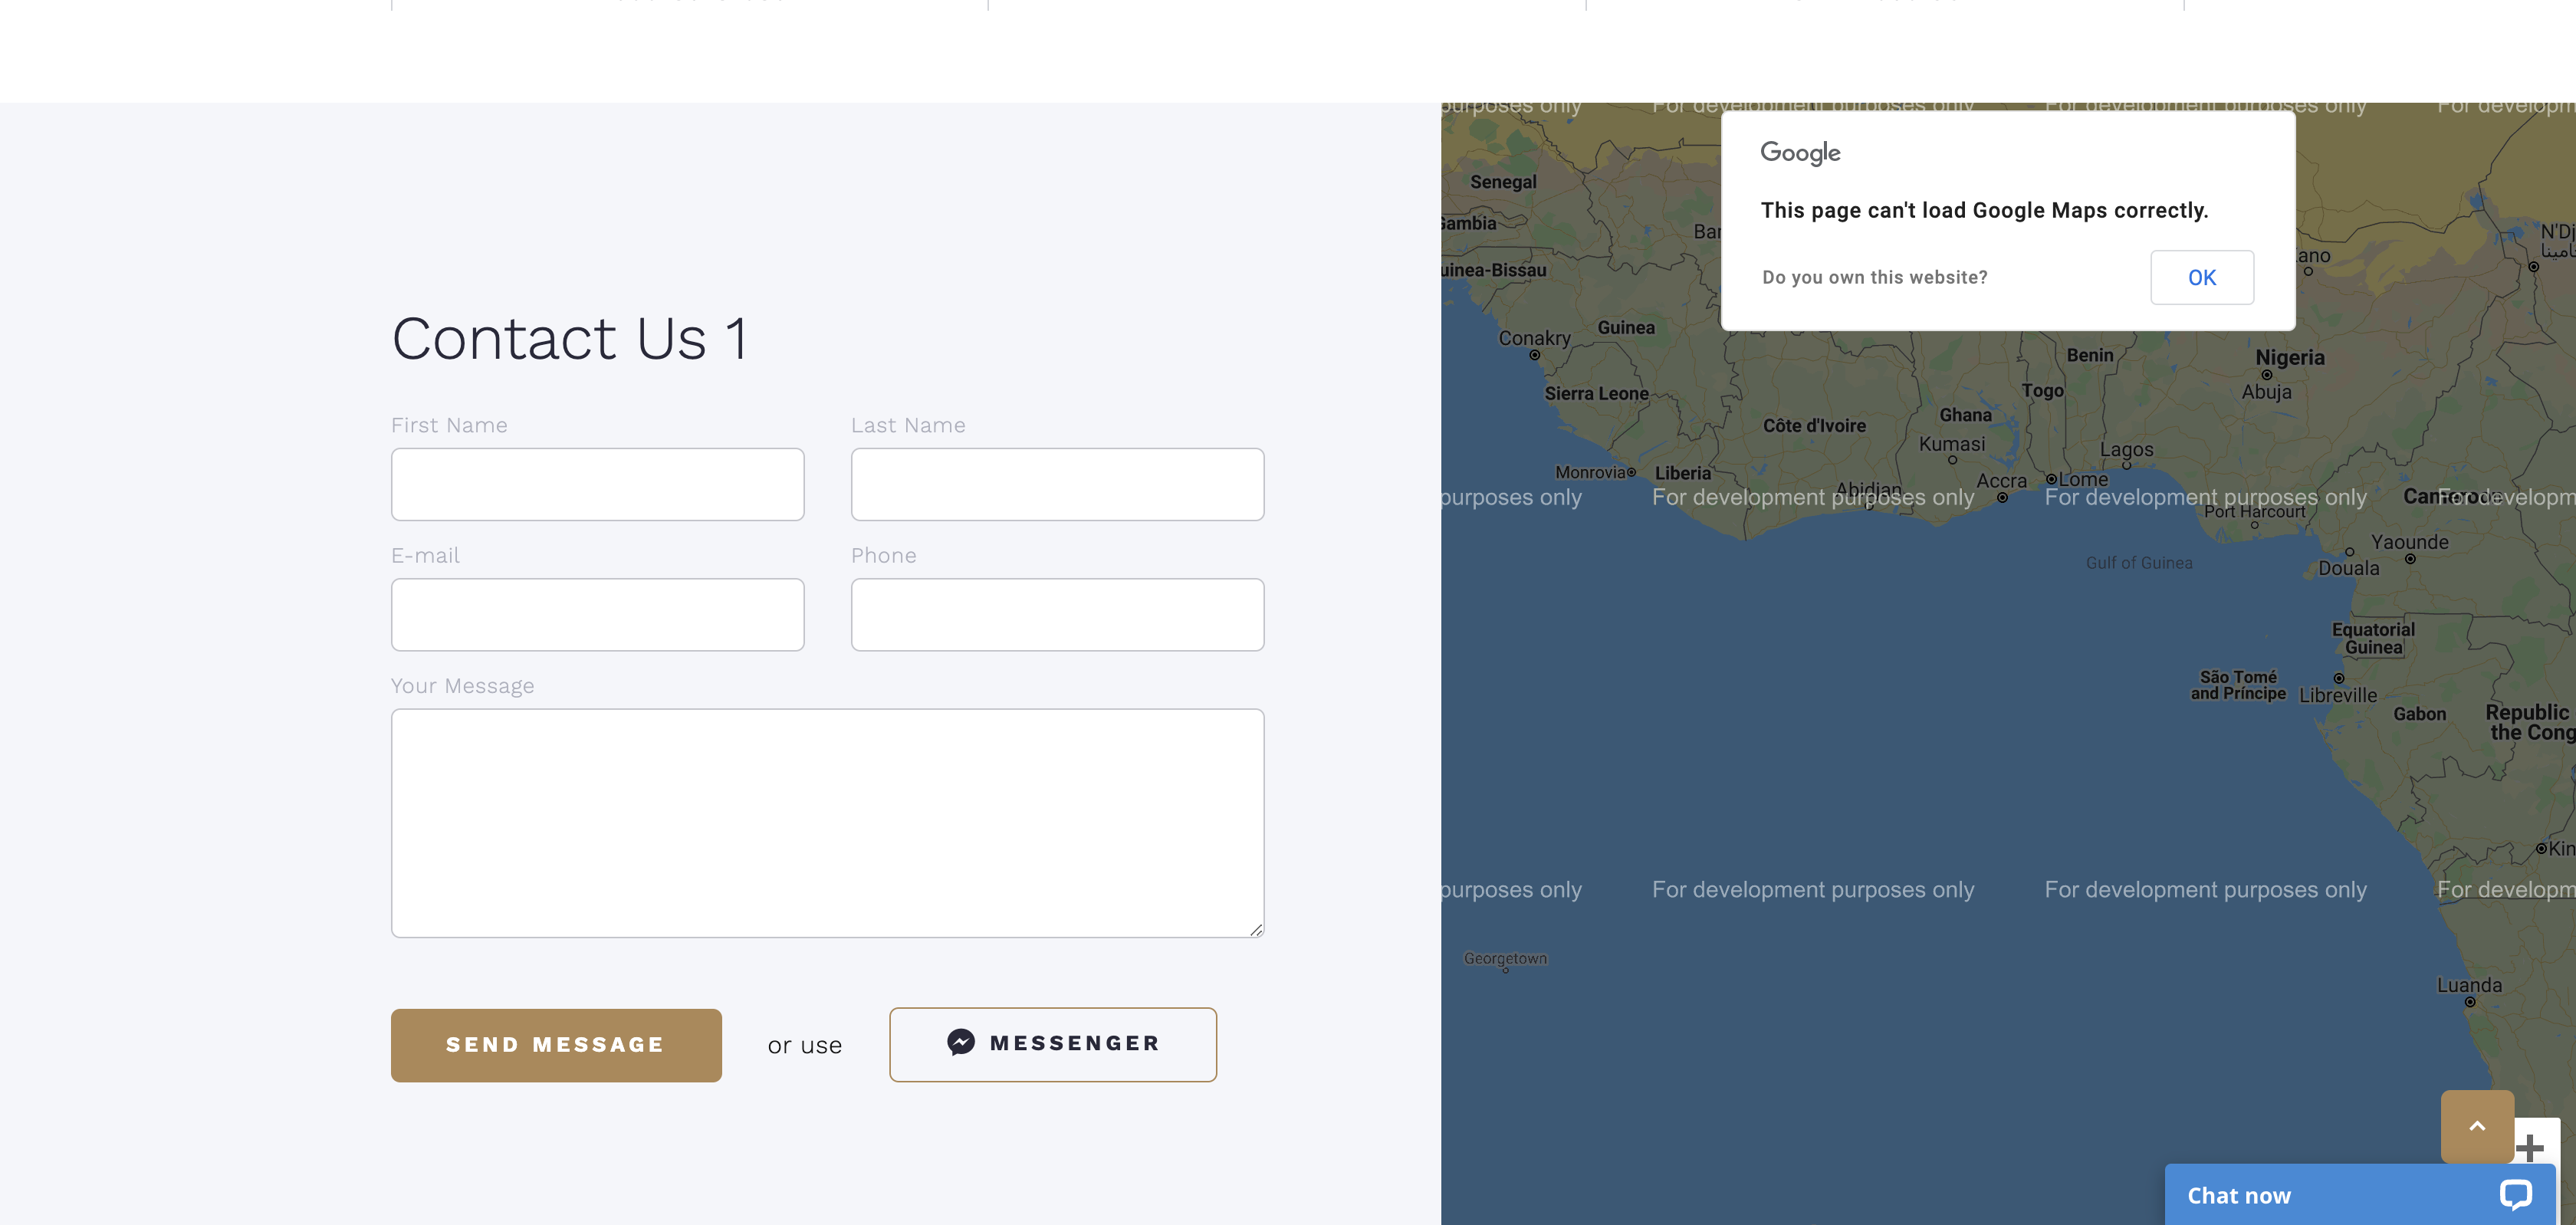 Contact Us 1
First Name
Last Name
E-mail
Phone
Your Message
SEND MESSAGE
or use
MESSENGER
purposes only
For development purposes only
For development purposes only
For developm
Google
This page can't load Google Maps correctly.
Do you own this website?
OK
Senegal
Gambia
uinea-Bissau
Bar
ano
N'Dj
Conakry
Guinea
Sierra Leone
Benin
Nigeria
Abuja
Togo
Ghana
Côte d'Ivoire
Kumasi
Lagos
Monrovia
Liberia
Accra
Lome
Abidjan
purposes only
For development purposes only
For development purposes only
For developm
Port Harcourt
Yaounde
Gulf of Guinea
Douala
Equatorial
Guinea
São Tomé
and Príncipe
Libreville
Gabon
Republic
the Cong
Kin
purposes only
For development purposes only
For development purposes only
For developm
Georgetown
Luanda
Chat now